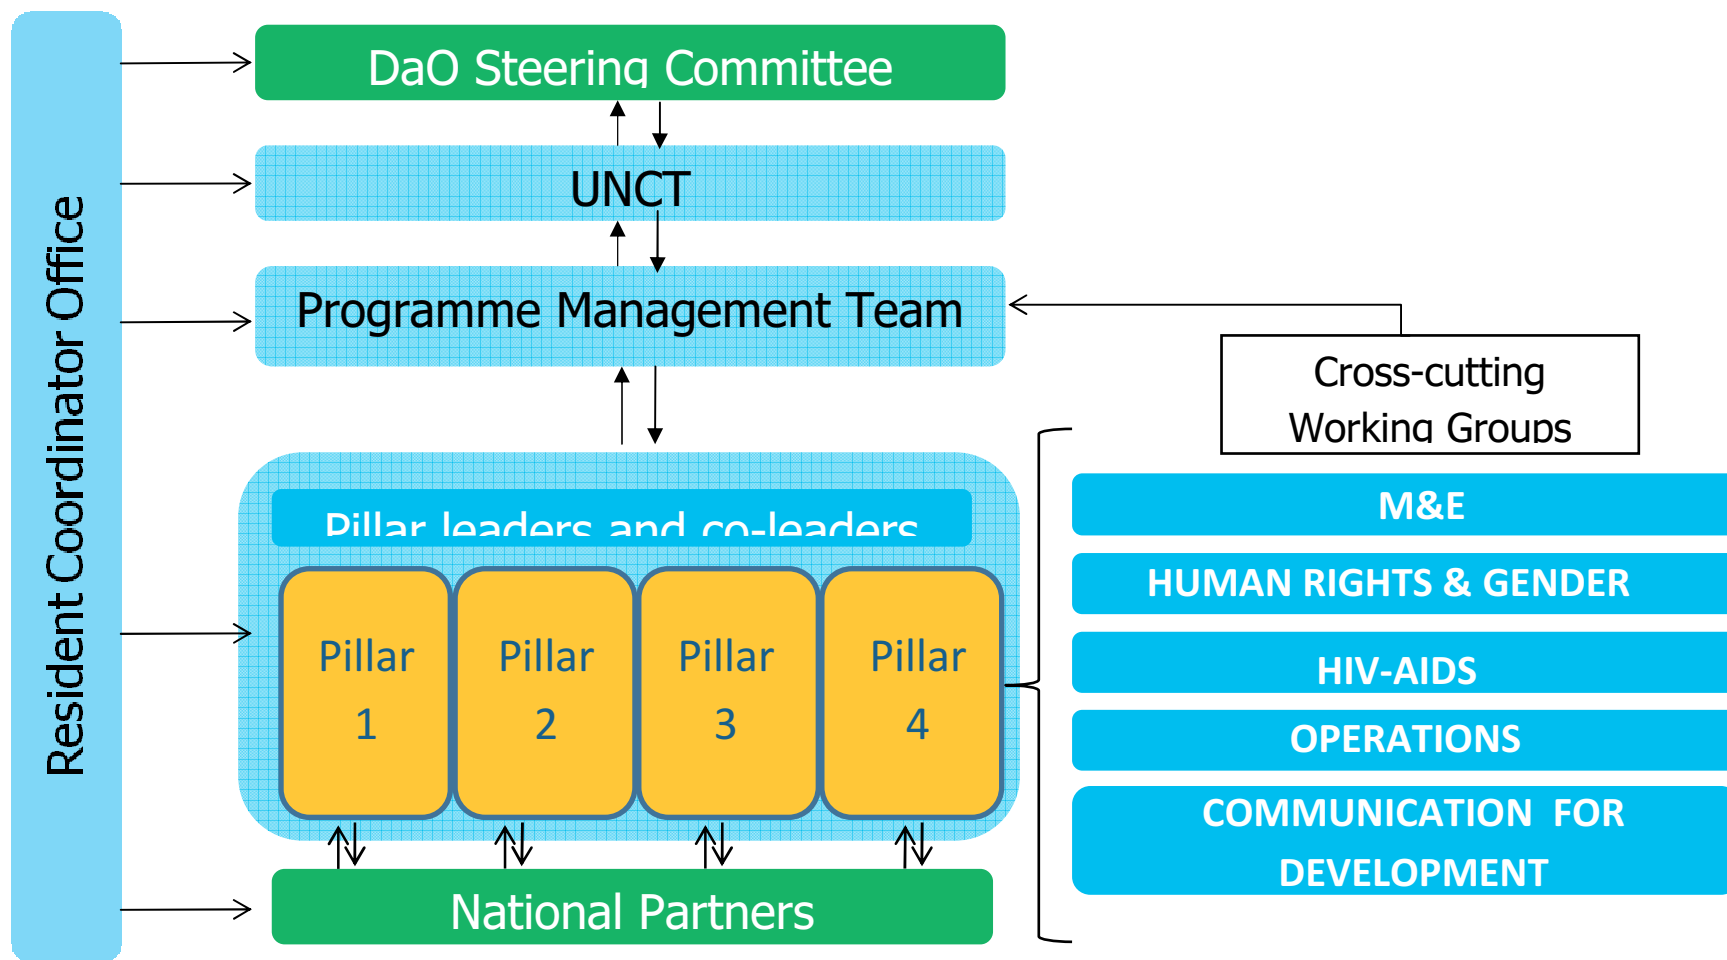 Resident Coordinator Office
DaO Steering Committee
UNCT
Programme Management Team
Cross-cutting
Working Groups
Pillar leaders and co-leaders
Pillar
1
Pillar
2
Pillar
3
Pillar
4
M&E
HUMAN RIGHTS & GENDER
HIV-AIDS
OPERATIONS
COMMUNICATION FOR
DEVELOPMENT
National Partners